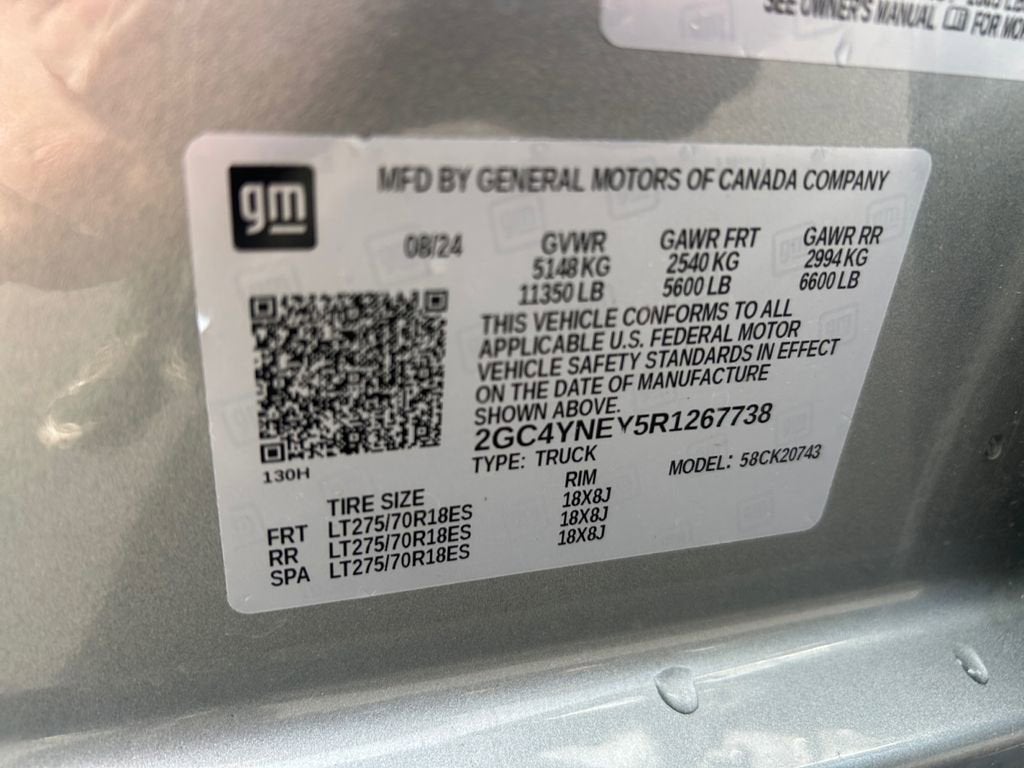 SEE OWNER'S MANUAL FOR
gm
MFD BY GENERAL MOTORS OF CANADA COMPANY
08/24 GVWR GAWR FRT GAWR RR
5148 KG 2540 KG 2994 KG
11350 LB 5600 LB 6600 LB
THIS VEHICLE CONFORMS TO ALL
APPLICABLE U.S. FEDERAL MOTOR
VEHICLE SAFETY STANDARDS IN EFFECT
ON THE DATE OF MANUFACTURE
SHOWN ABOVE.
2GC4YNEY5R1267738
130H
TYPE: TRUCK MODEL: 58CK20743
TIRE SIZE RIM
FRT LT275/70R18ES 18X8J
RR LT275/70R18ES 18X8J
SPA LT275/70R18ES 18X8J